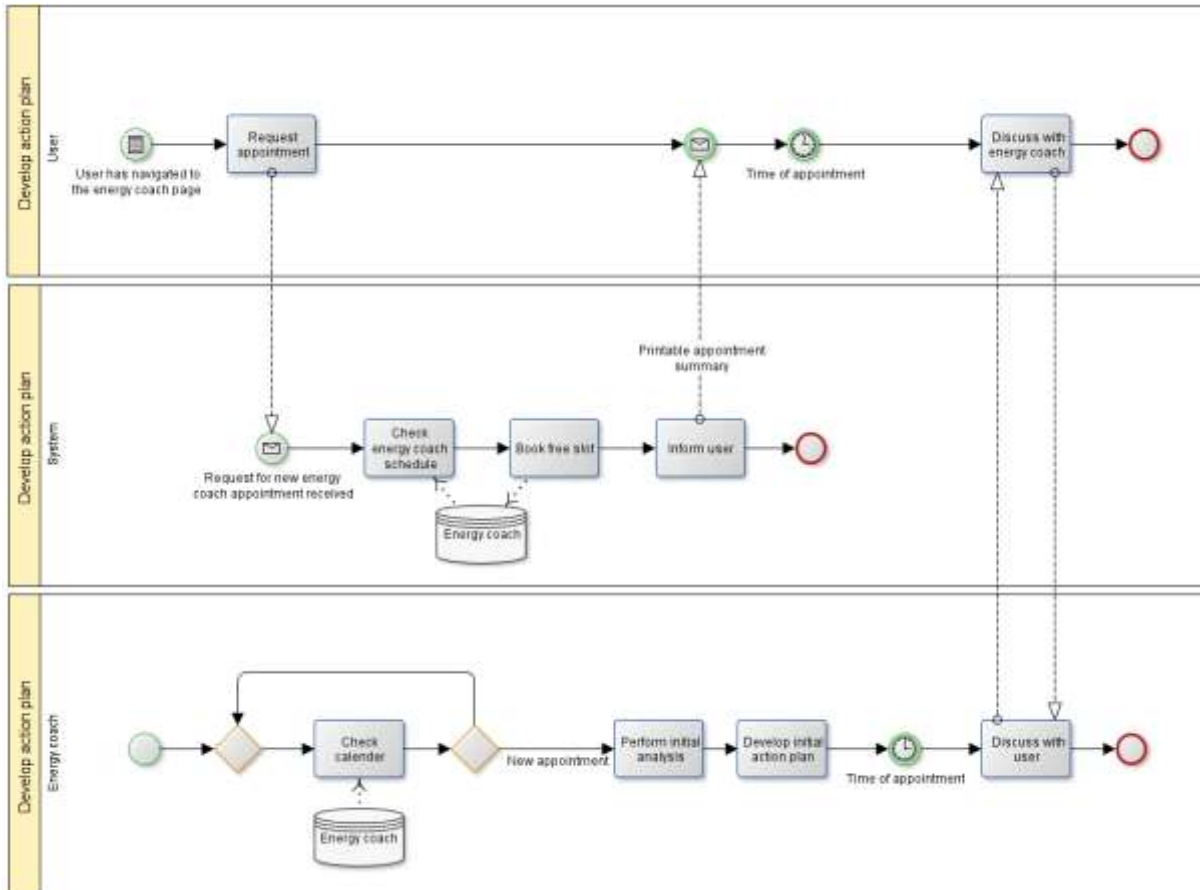 Develop action plan
User
User has navigated to
the energy coach page
Request
appointment
Time of appointment
Discuss with
energy coach
Develop action plan
System
Request for new energy
coach appointment received
Check
energy coach
schedule
Book free slot
Inform user
Printable appointment
summary
Energy coach
Develop action plan
Energy coach
Check
calender
Energy coach
New appointment
Perform initial
analysis
Develop initial
action plan
Time of appointment
Discuss with
user